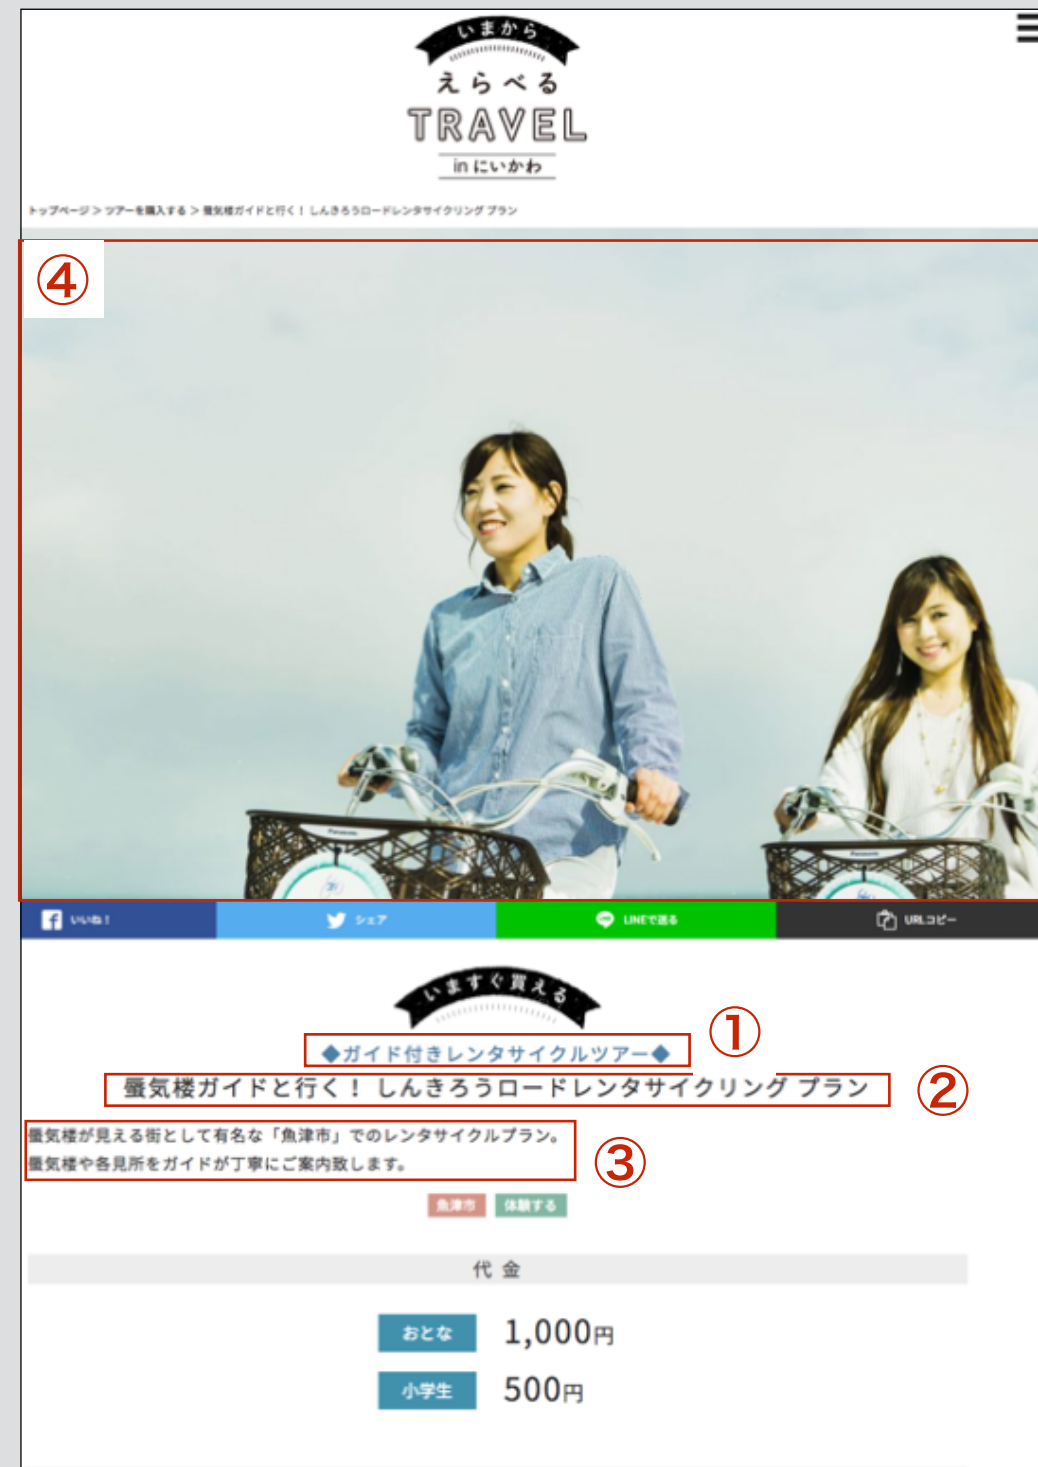 いまから
えらべる
TRAVEL
in にいかわ
トップページ > ツアーを購入する > 蜃気楼ガイドと行く！ しんきろうロードレンタサイクリング プラン
④
Panasonic
Panasonic
いいね！
シェア
LINEで送る
URLコピー
いますぐ買える
◆ガイド付きレンタサイクルツアー◆
①
蜃気楼ガイドと行く！ しんきろうロードレンタサイクリング プラン
②
蜃気楼が見える街として有名な「魚津市」でのレンタサイクルプラン。
蜃気楼や各見所をガイドが丁寧にご案内致します。
③
魚津市 体験する
代金
おとな 1,000円
小学生 500円